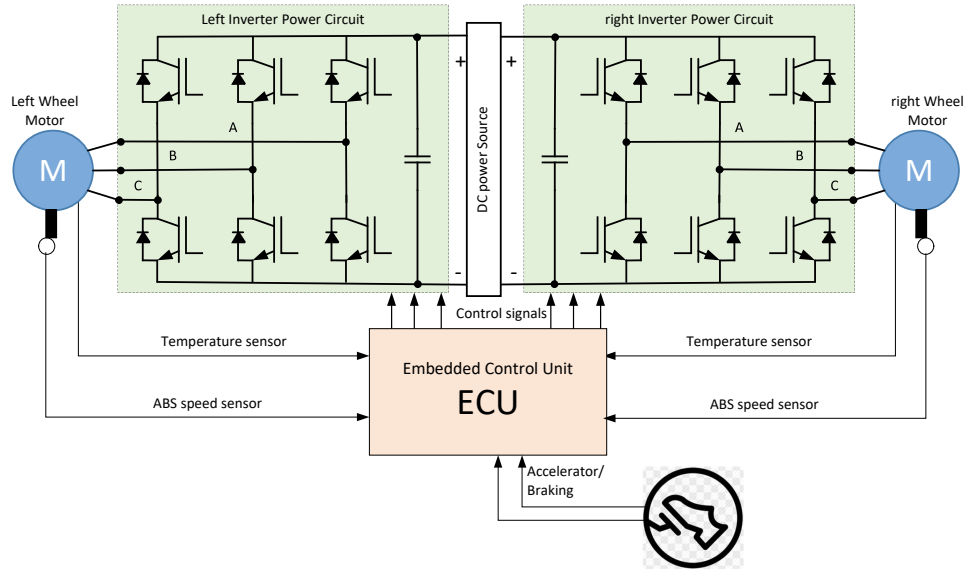 Left Inverter Power Circuit
right Inverter Power Circuit
Left Wheel
Motor
M
A
B
C
+
-
DC power Source
+
-
A
B
C
right Wheel
Motor
M
Control signals
Temperature sensor
Temperature sensor
Embedded Control Unit
ECU
ABS speed sensor
ABS speed sensor
Accelerator/
Braking